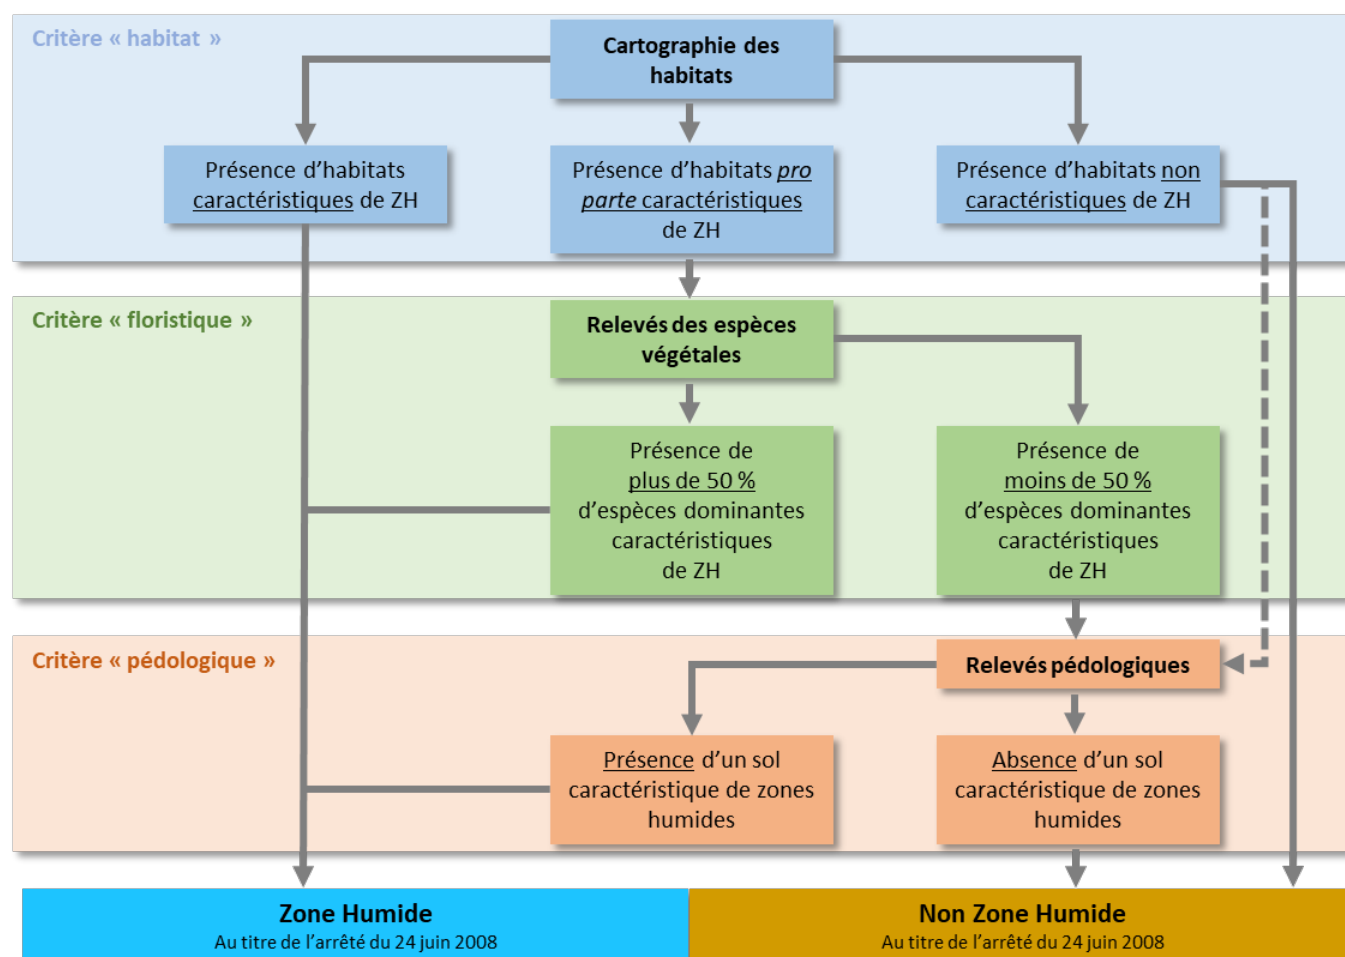 Critère « habitat »
Cartographie des
habitats
Présence d’habitats
caractéristiques de ZH
Présence d’habitats pro
parte caractéristiques
de ZH
Présence d’habitats non
caractéristiques de ZH
Critère « floristique »
Relevés des espèces
végétales
Présence de
plus de 50 %
d’espèces dominantes
caractéristiques
de ZH
Présence de
moins de 50 %
d’espèces dominantes
caractéristiques
de ZH
Critère « pédologique »
Relevés pédologiques
Présence d’un sol
caractéristique de zones
humides
Absence d’un sol
caractéristique de zones
humides
Zone Humide
Au titre de l’arrêté du 24 juin 2008
Non Zone Humide
Au titre de l’arrêté du 24 juin 2008